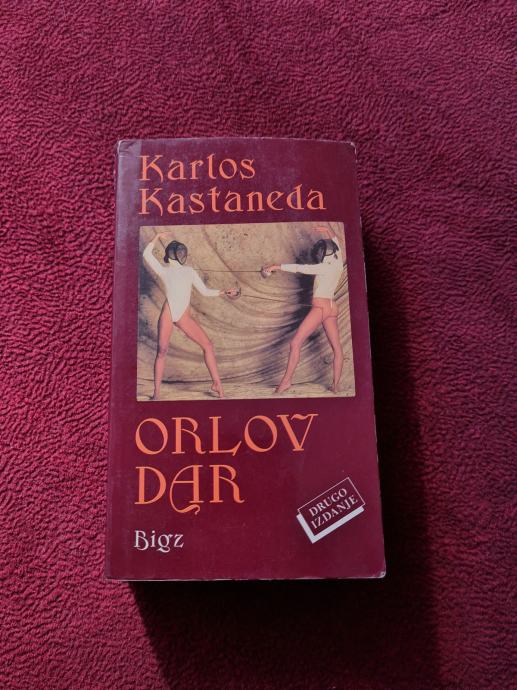 Karlos
Kastaneda
ORLOV
DAR
DRUGO
IZDANJE
Bigz